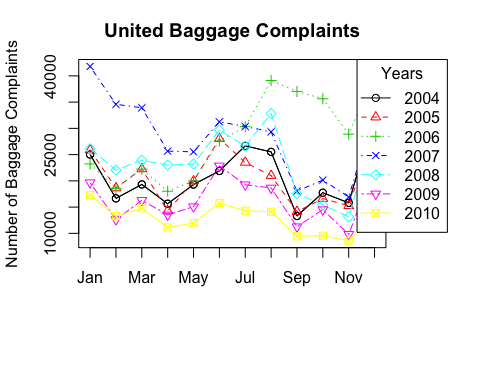 United Baggage Complaints
Number of Baggage Complaints
40000
25000
10000
Jan
Mar
May
Jul
Sep
Nov
Years
2004
2005
2006
2007
2008
2009
2010